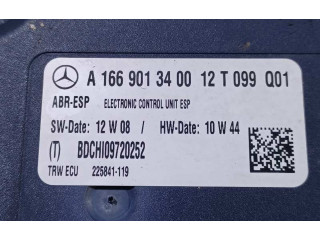 A 166 901 34 00 12 T 099 Q01
ABR-ESP ELECTRONIC CONTROL UNIT ESP
SW-Date: 12 W 08 / HW-Date: 10 W 44
(T) BDCHI09720252
TRW ECU 225841-119